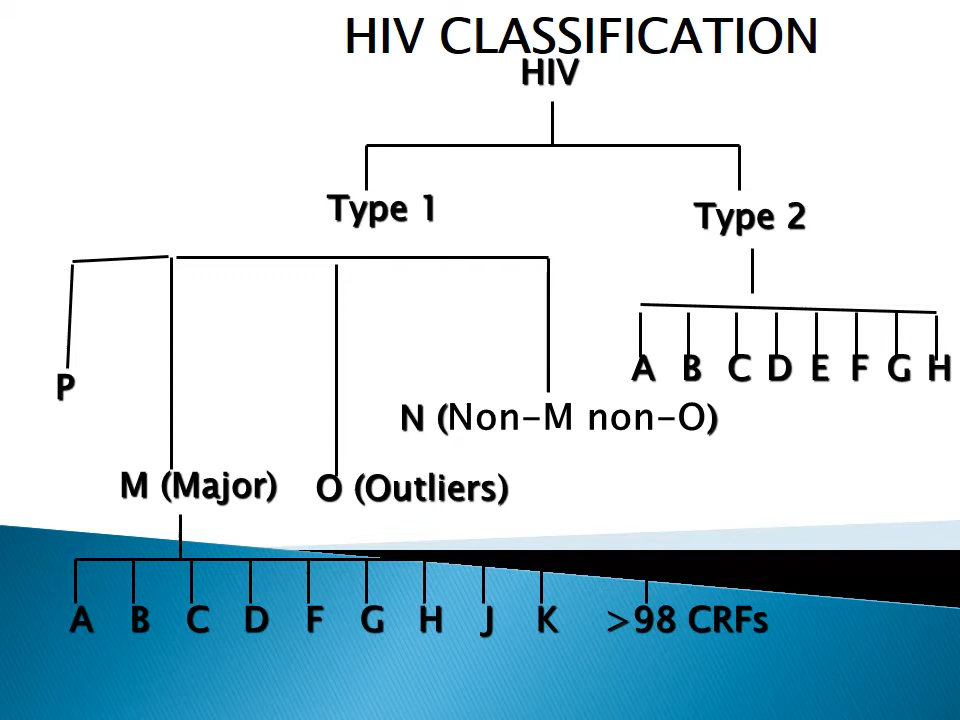 HIV CLASSIFICATION
HIV
Type 1
Type 2
A B C D E F G H
P
N (Non-M non-O)
M (Major) O (Outliers)
A B C D F G H J K >98 CRFs